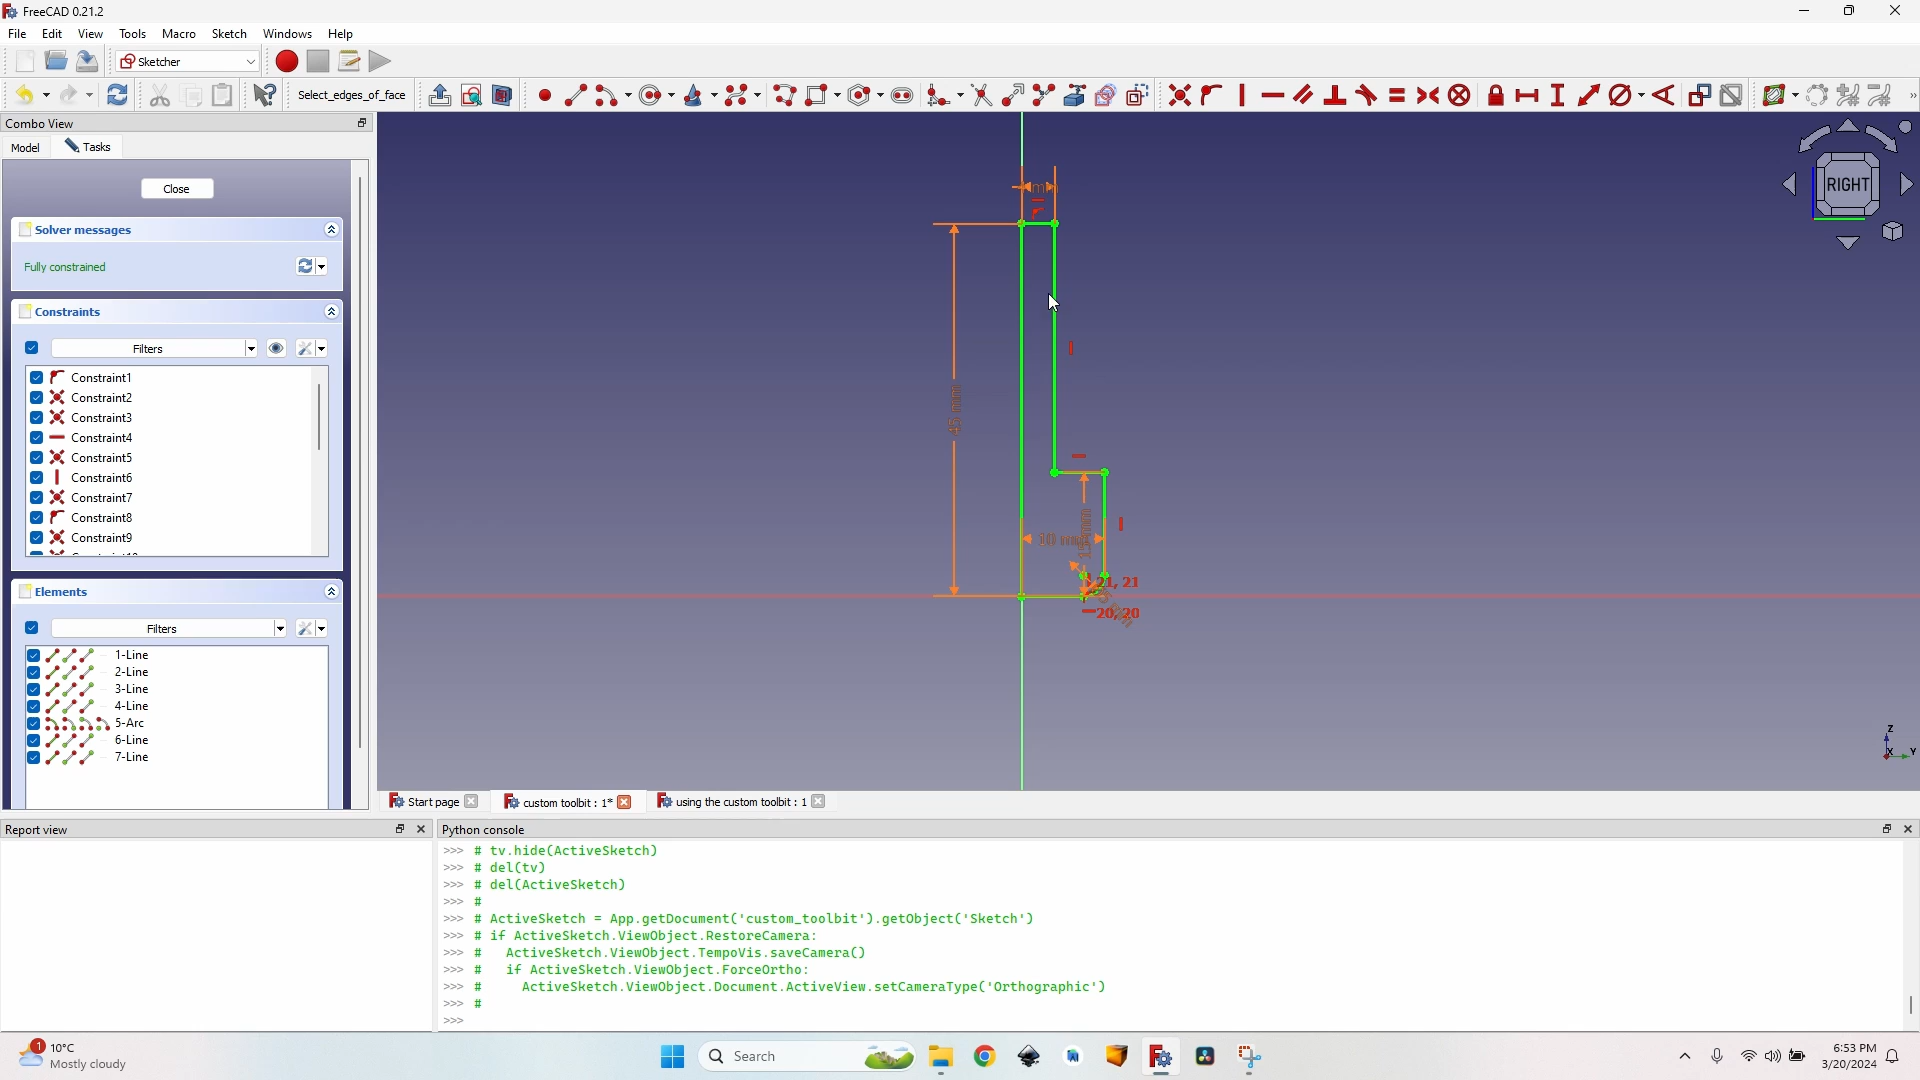 FreeCAD 0.21.2
File Edit View Tools Macro Sketch Windows Help
Sketcher
Select_edges_of_face
Combo View
Model Tasks
Close
Solver messages
Fully constrained
Constraints
Filters
Constraint1
Constraint2
Constraint3
Constraint4
Constraint5
Constraint6
Constraint7
Constraint8
Constraint9
Elements
Filters
1-Line
2-Line
3-Line
4-Line
5-Arc
6-Line
7-Line
45 mm
10 mm
21, 21
20, 20
RIGHT
Z
X
Y
Start page
custom toolbit : 1*
using the custom toolbit : 1
Report view
Python console
>>> # tv.hide(ActiveSketch)
>>> # del(tv)
>>> # del(ActiveSketch)
>>> #
>>> # ActiveSketch = App.getDocument('custom_toolbit').getObject('Sketch')
>>> # if ActiveSketch.ViewObject.RestoreCamera:
>>> #   ActiveSketch.ViewObject.TempoVis.saveCamera()
>>> #   if ActiveSketch.ViewObject.ForceOrtho:
>>> #     ActiveSketch.ViewObject.Document.ActiveView.setCameraType('Orthographic')
>>> #
>>>
1
10°C
Mostly cloudy
Search
6:53 PM
3/20/2024